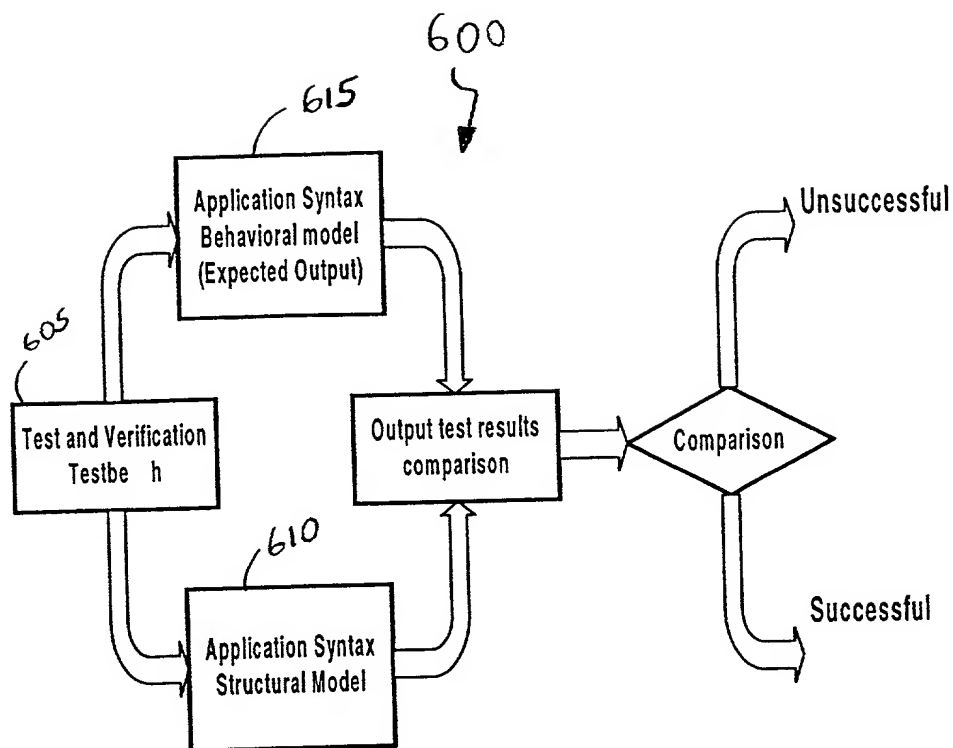 600
615
Application Syntax
Behavioral model
(Expected Output)
Unsuccessful
605
Test and Verification
Testbe h
Output test results
comparison
Comparison
610
Application Syntax
Structural Model
Successful